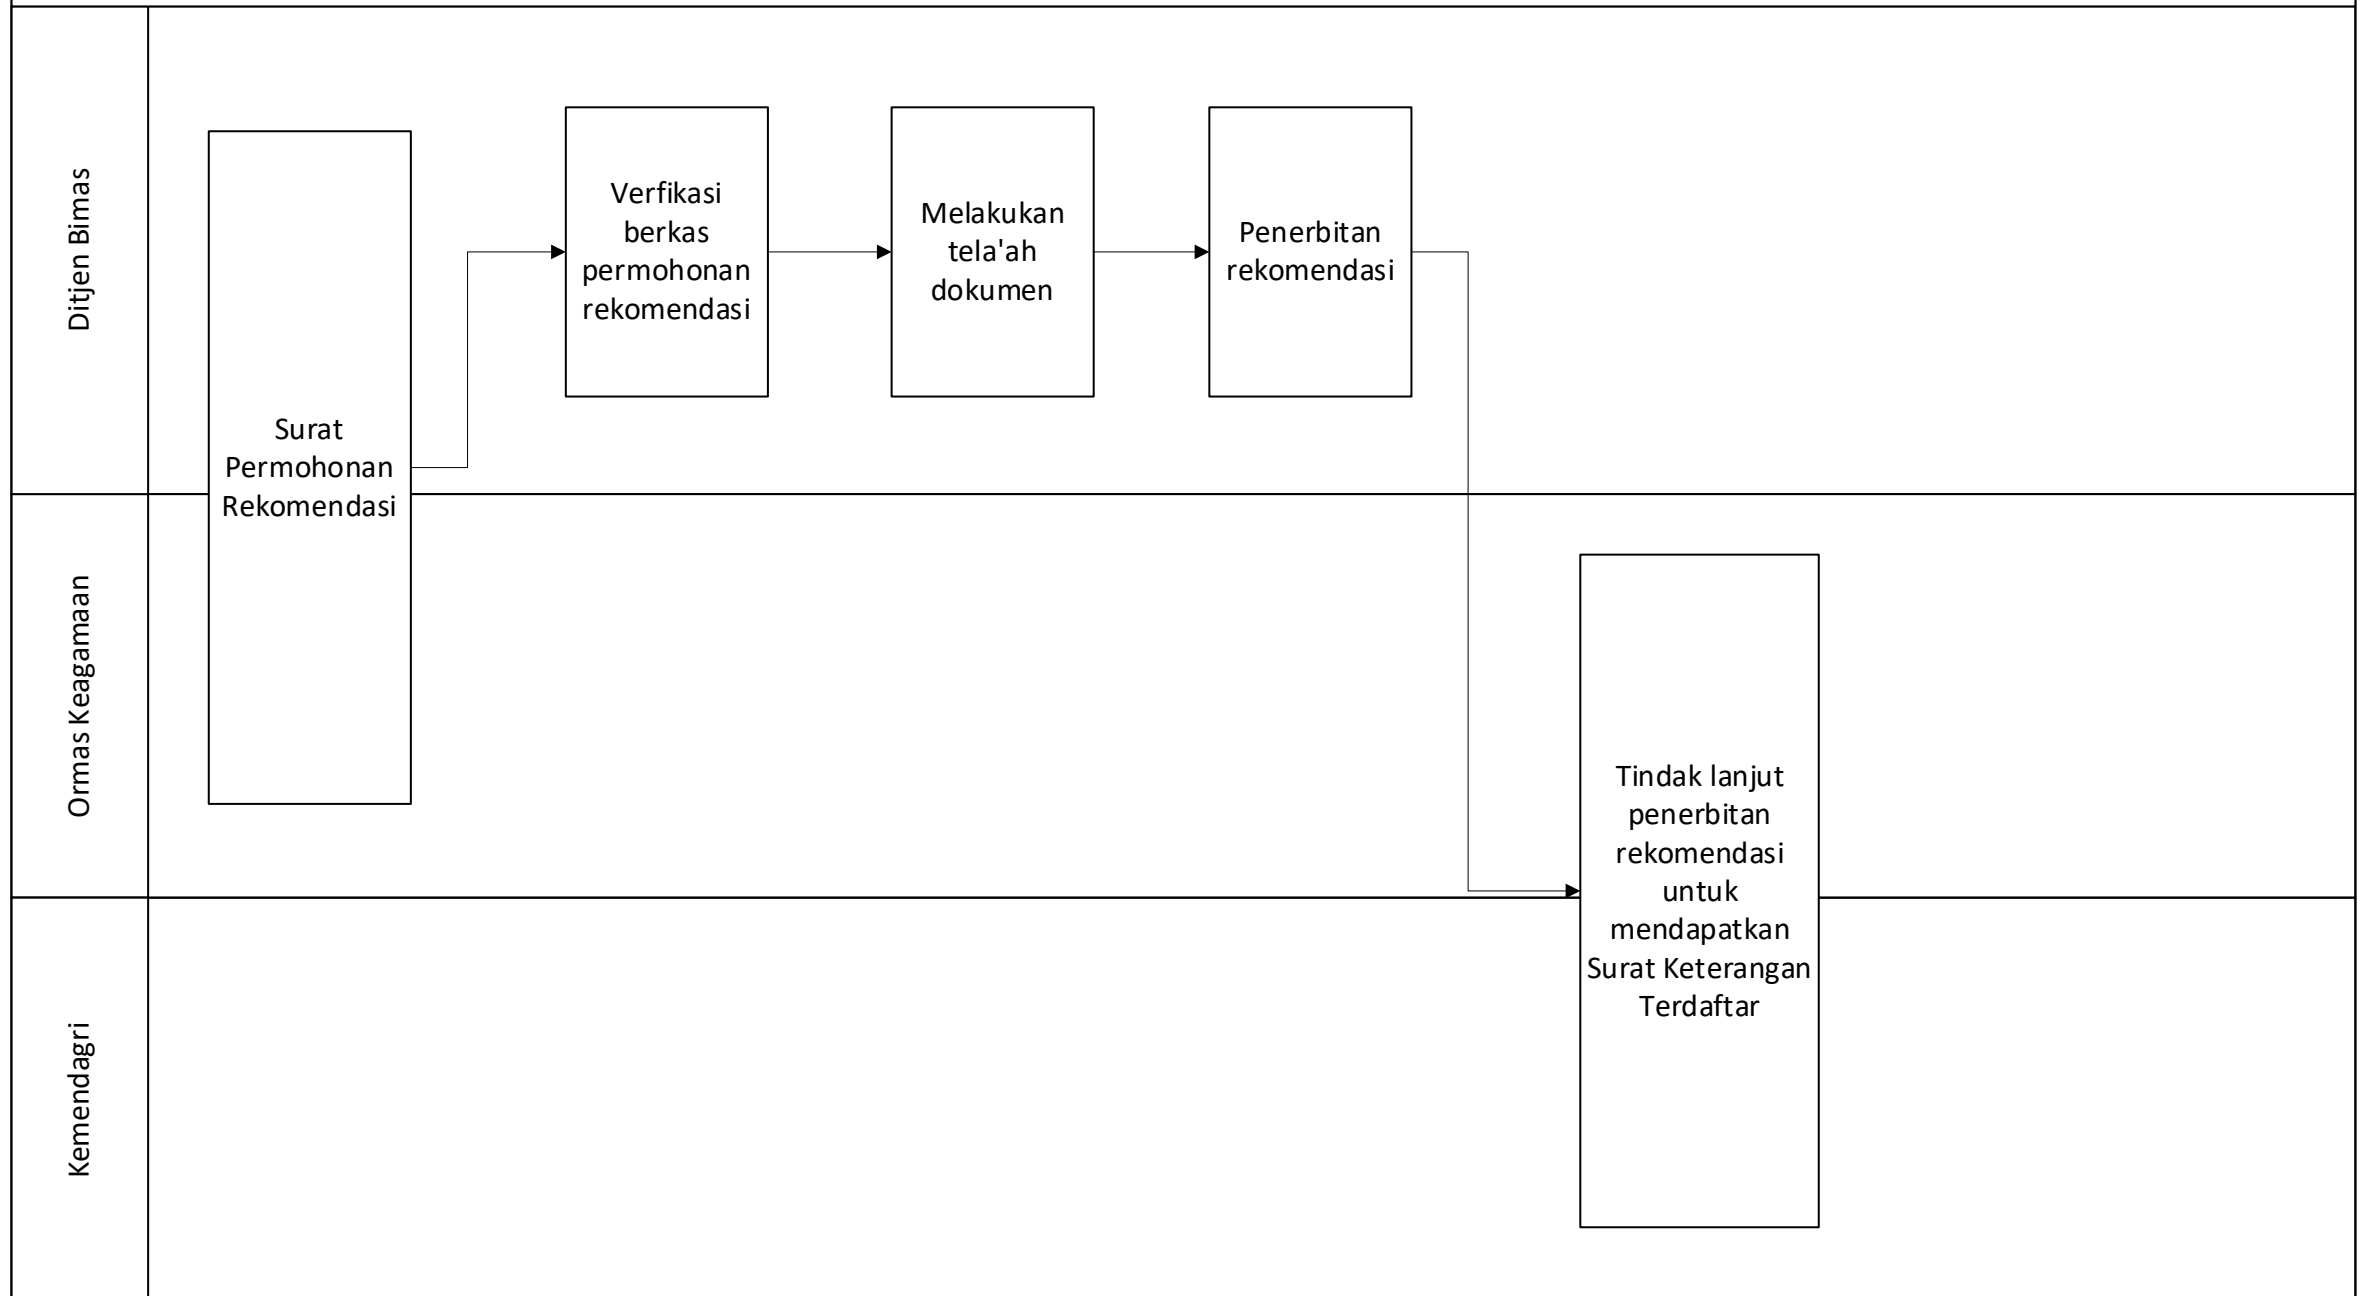 Ditjen Bimas
Surat
Permohonan
Rekomendasi
Verfikasi
berkas
permohonan
rekomendasi
Melakukan
tela'ah
dokumen
Penerbitan
rekomendasi
Ormas Keagamaan
Tindak lanjut
penerbitan
rekomendasi
untuk
mendapatkan
Surat Keterangan
Terdaftar
Kemendagri